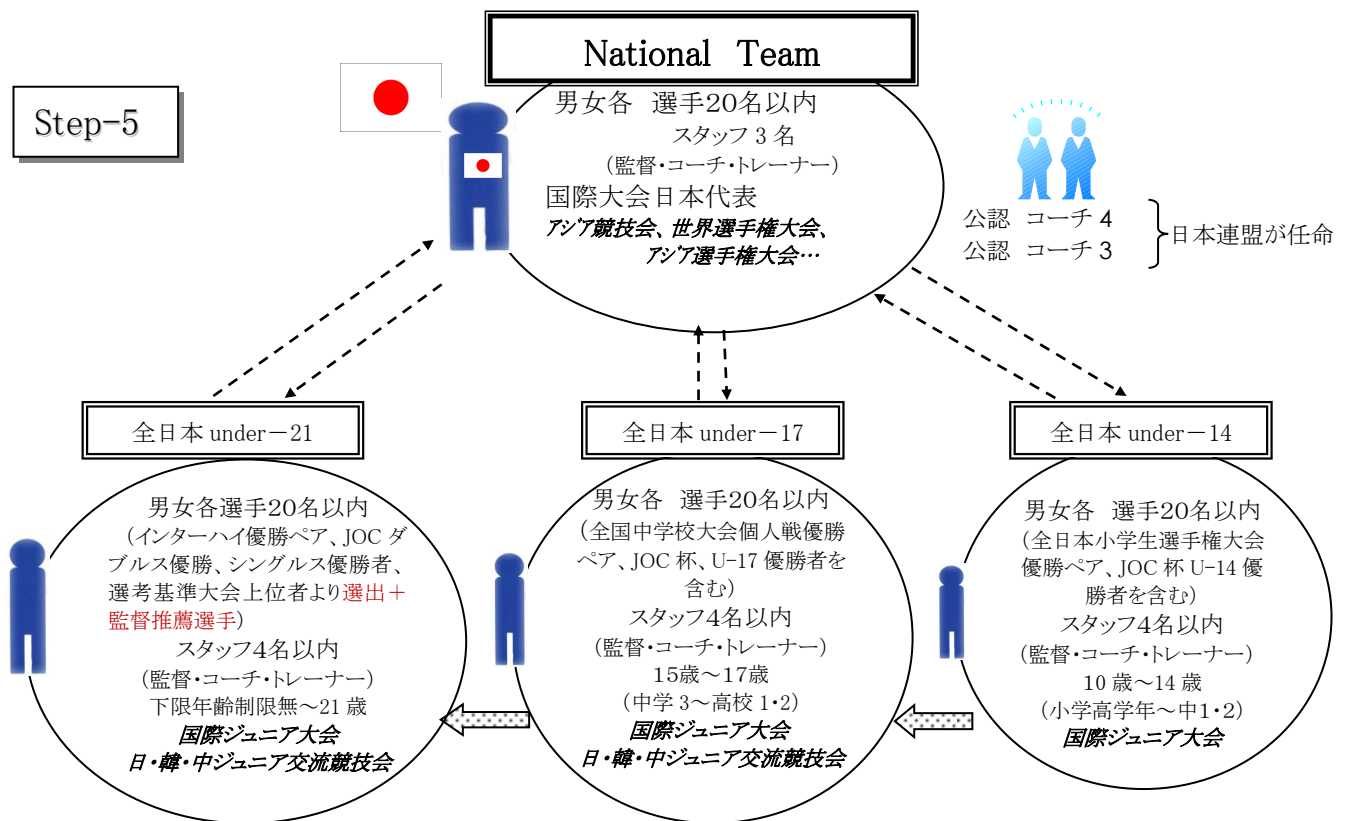 Step-5
National Team
男女各 選手20名以内
スタッフ 3 名
(監督・コーチ・トレーナー)
国際大会日本代表
アジア競技会、世界選手権大会、
アジア選手権大会…
公認 コーチ 4
公認 コーチ 3
日本連盟が任命
全日本 under－21
男女各選手20名以内
(インターハイ優勝ペア、JOC ダ
ブルス優勝、シングルス優勝者、
選考基準大会上位者より選出＋
監督推薦選手)
スタッフ4名以内
(監督・コーチ・トレーナー)
下限年齢制限無～21 歳
国際ジュニア大会
日・韓・中ジュニア交流競技会
全日本 under－17
男女各 選手20名以内
(全国中学校大会個人戦優勝
ペア、JOC 杯、U-17 優勝者を
含む)
スタッフ4名以内
(監督・コーチ・トレーナー)
15歳～17歳
(中学 3～高校 1・2)
国際ジュニア大会
日・韓・中ジュニア交流競技会
全日本 under－14
男女各 選手20名以内
(全日本小学生選手権大会
優勝ペア、JOC 杯 U-14 優
勝者を含む)
スタッフ4名以内
(監督・コーチ・トレーナー)
10 歳～14 歳
(小学高学年～中1・2)
国際ジュニア大会